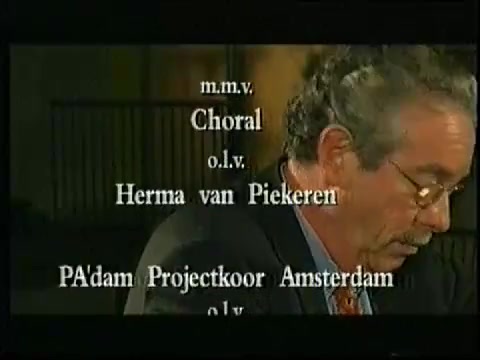 m.m.v.
Choral
o.l.v.
Herma van Piekeren
PA'dam Projectkoor Amsterdam
o.l.v.